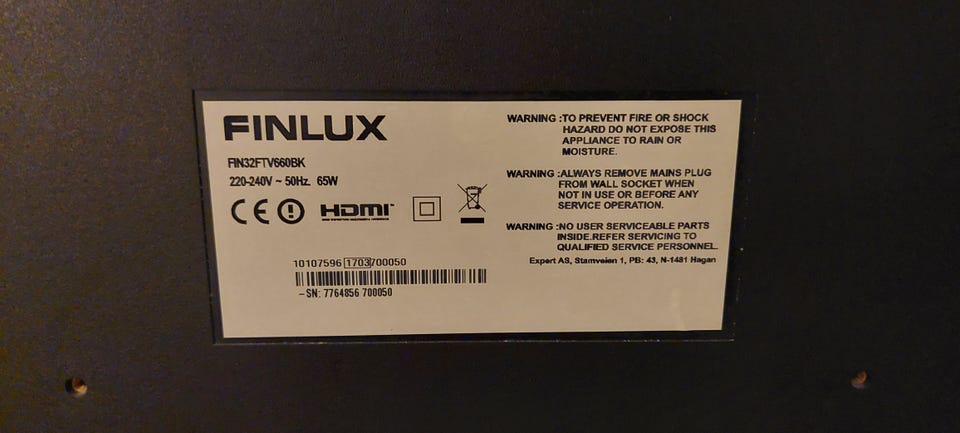 FINLUX
FIN32FTV660BK
220-240V ~ 50Hz. 65W
CE
HDMI
10107596 1703700050
-SN: 7764856 700050
WARNING :TO PREVENT FIRE OR SHOCK
HAZARD DO NOT EXPOSE THIS
APPLIANCE TO RAIN OR
MOISTURE.
WARNING :ALWAYS REMOVE MAINS PLUG
FROM WALL SOCKET WHEN
NOT IN USE OR BEFORE ANY
SERVICE OPERATION.
WARNING :NO USER SERVICEABLE PARTS
INSIDE.REFER SERVICING TO
QUALIFIED SERVICE PERSONNEL.
Expert AS, Stamveien 1, PB: 43, N-1481 Hagan